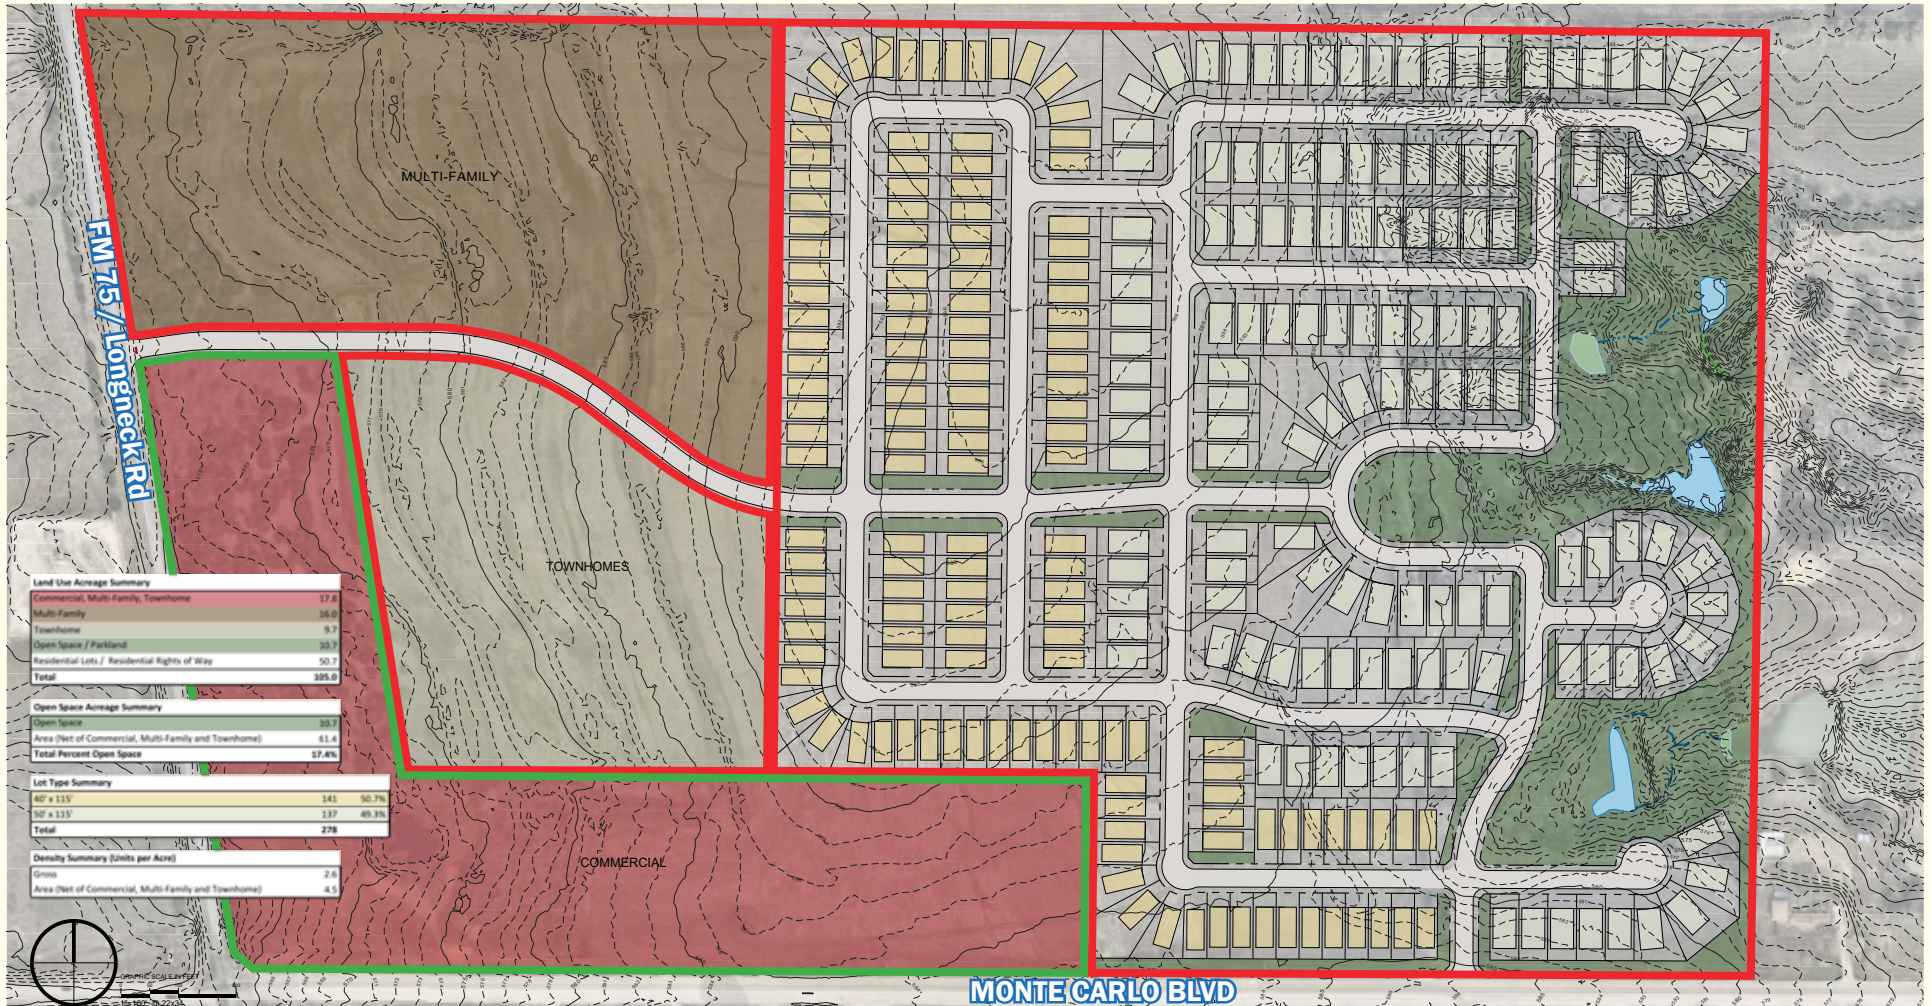 MULTI-FAMILY
FM 75 / Longneck Rd
TOWNHOMES
Land Use Acreage Summary
Commercial, Multi-Family, Townhome 17.8
Multi-Family 16.0
Townhome 9.7
Open Space / Parkland 10.7
Residential Lots / Residential Rights of Way 50.7
Total 105.0
Open Space Acreage Summary
Open Space 10.7
Area (Net of Commercial, Multi-Family and Townhome) 61.4
Total Percent Open Space 17.4%
Lot Type Summary
40' x 115' 141 50.7%
50' x 115' 137 49.3%
Total 278
Density Summary (Units per Acre)
Gross 2.6
Area (Net of Commercial, Multi-Family and Townhome) 4.5
COMMERCIAL
GRAPHIC SCALE IN FEET
MONTE CARLO BLVD